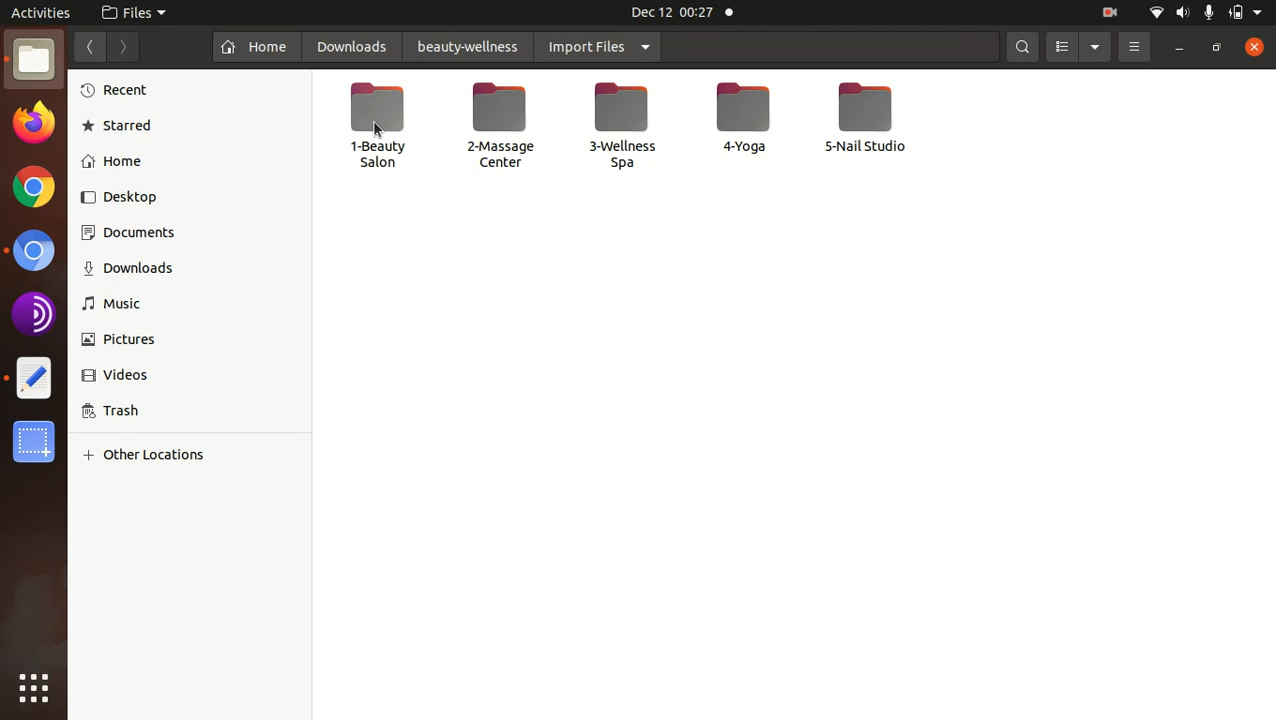 Activities Files Dec 12 00:27
Home Downloads beauty-wellness Import Files
Recent
Starred
Home
Desktop
Documents
Downloads
Music
Pictures
Videos
Trash
Other Locations
1-Beauty
Salon
2-Massage
Center
3-Wellness
Spa
4-Yoga
5-Nail Studio